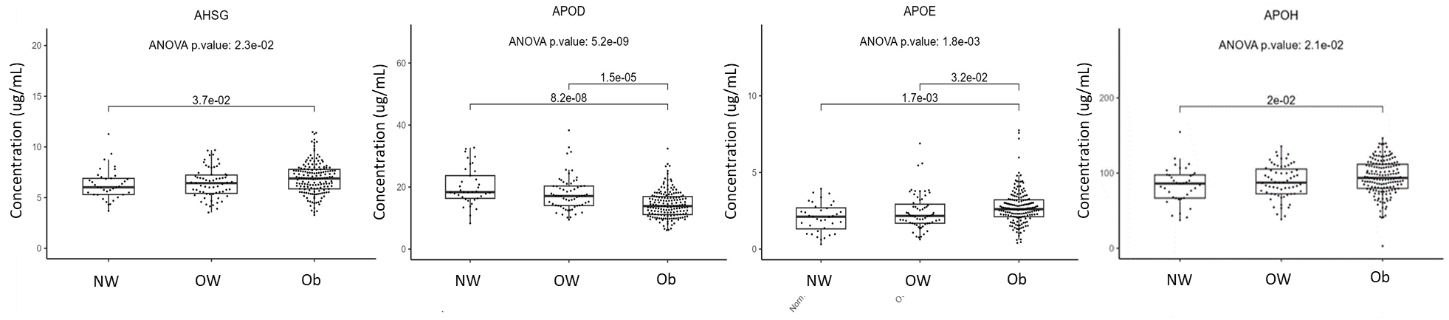 AHSG
ANOVA p.value: 2.3e-02
3.7e-02
Concentration (ug/mL)
20
15
10
5
0
NW OW Ob
APOD
ANOVA p.value: 5.2e-09
1.5e-05
8.2e-08
Concentration (ug/mL)
60
40
20
0
NW OW Ob
APOE
ANOVA p.value: 1.8e-03
3.2e-02
1.7e-03
Concentration (ug/mL)
10
5
0
NW OW Ob
Nom.
APOH
ANOVA p.value: 2.1e-02
2e-02
Concentration (ug/mL)
200
100
0
NW OW Ob